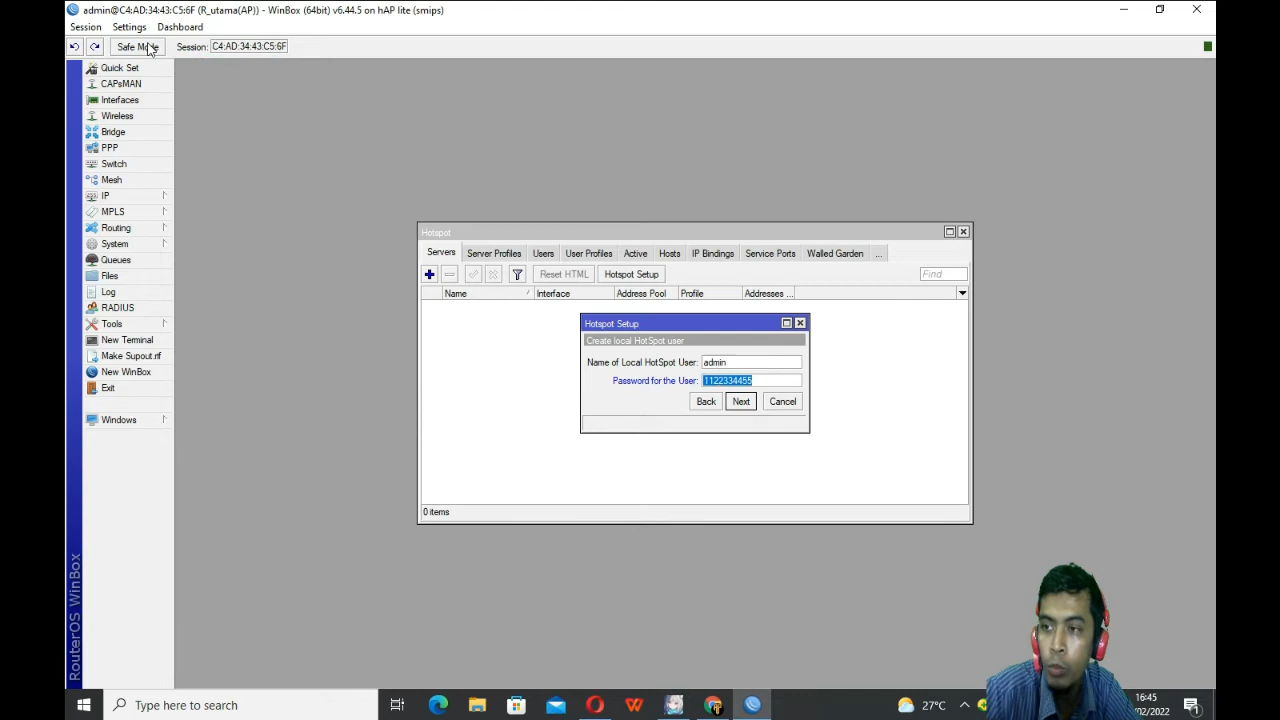 admin@C4:AD:34:43:C5:6F (R_utama(AP)) - WinBox (64bit) v6.44.5 on hAP lite (smips)
Session Settings Dashboard
Safe Mode Session: C4:AD:34:43:C5:6F
Quick Set
CAPsMAN
Interfaces
Wireless
Bridge
PPP
Switch
Mesh
IP
MPLS
Routing
System
Queues
Files
Log
RADIUS
Tools
New Terminal
Make Supout.rif
New WinBox
Exit
Windows
RouterOS WinBox
Hotspot
Servers Server Profiles Users User Profiles Active Hosts IP Bindings Service Ports Walled Garden ...
Reset HTML Hotspot Setup Find
Name Interface Address Pool Profile Addresses ...
Hotspot Setup
Create local HotSpot user
Name of Local HotSpot User: admin
Password for the User: 1122334455
Back Next Cancel
0 items
Type here to search
27°C
16:45
/02/2022
1